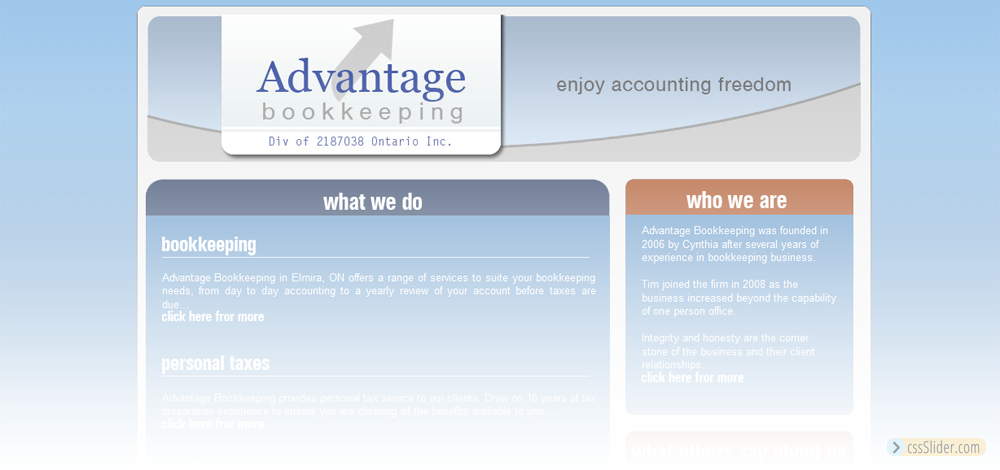 Advantage
bookkeeping
Div of 2187038 Ontario Inc.
enjoy accounting freedom
what we do
bookkeeping
Advantage Bookkeeping in Elmira, ON offers a range of services to suite your bookkeeping
needs, from day to day accounting to a yearly review of your account before taxes are
due...
click here fror more
personal taxes
Advantage Bookkeeping provides personal tax service to our clients. Draw on 10 years of tax
preparation experience to ensure you are claiming all the benefits available to you...
click here fror more
who we are
Advantage Bookkeeping was founded in
2006 by Cynthia after several years of
experience in bookkeeping business.
Tim joined the firm in 2008 as the
business increased beyond the capability
of one person office.
Integrity and honesty are the corner
stone of the business and their client
relationships...
click here fror more
what others say about us
cssSlider.com